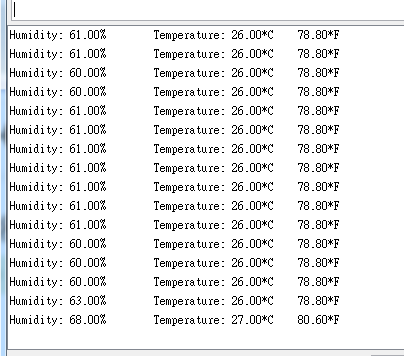 Humidity: 61.00% Temperature: 26.00*C 78.80*F
Humidity: 61.00% Temperature: 26.00*C 78.80*F
Humidity: 60.00% Temperature: 26.00*C 78.80*F
Humidity: 60.00% Temperature: 26.00*C 78.80*F
Humidity: 61.00% Temperature: 26.00*C 78.80*F
Humidity: 61.00% Temperature: 26.00*C 78.80*F
Humidity: 61.00% Temperature: 26.00*C 78.80*F
Humidity: 61.00% Temperature: 26.00*C 78.80*F
Humidity: 61.00% Temperature: 26.00*C 78.80*F
Humidity: 61.00% Temperature: 26.00*C 78.80*F
Humidity: 61.00% Temperature: 26.00*C 78.80*F
Humidity: 60.00% Temperature: 26.00*C 78.80*F
Humidity: 60.00% Temperature: 26.00*C 78.80*F
Humidity: 60.00% Temperature: 26.00*C 78.80*F
Humidity: 63.00% Temperature: 26.00*C 78.80*F
Humidity: 68.00% Temperature: 27.00*C 80.60*F